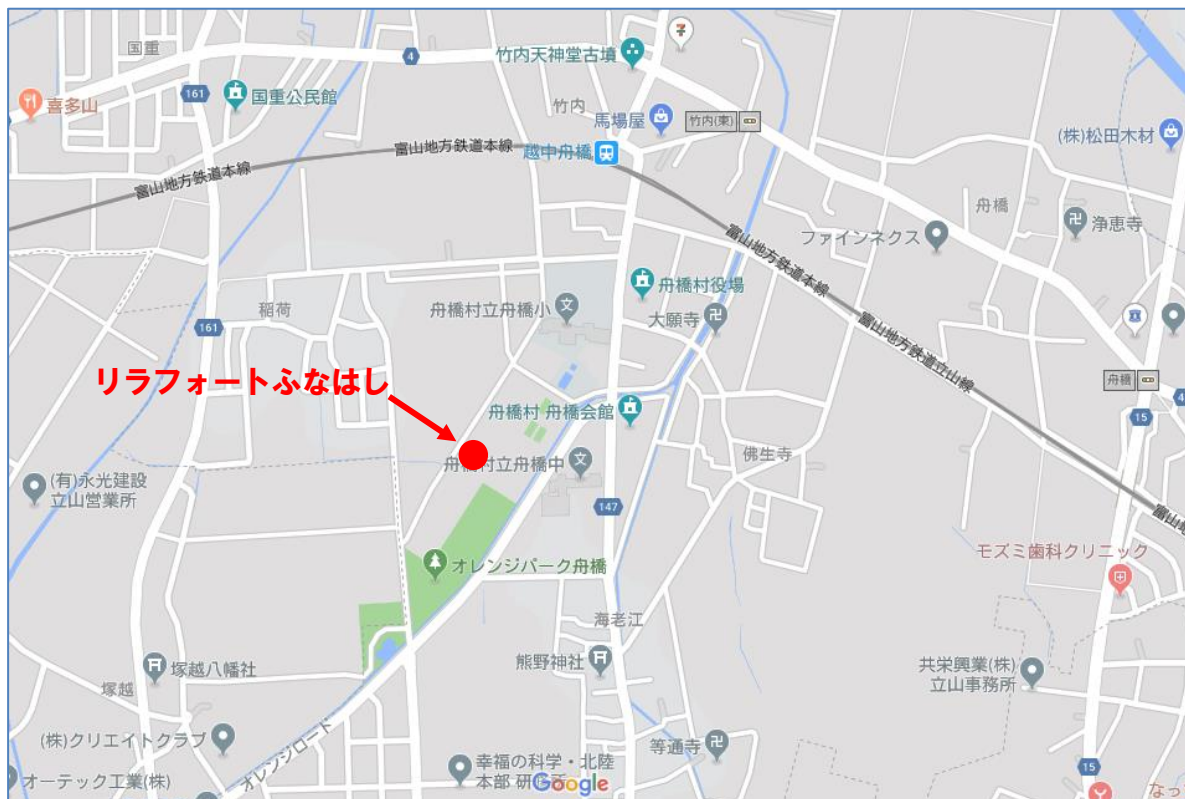 国重
4
竹内天神堂古墳
161
国重公民館
喜多山
竹内
馬場屋
竹内(東)
(株)松田木材
富山地方鉄道本線
越中舟橋
富山地方鉄道本線
舟橋
浄恵寺
ファインネクス
富山地方鉄道本線
舟橋村役場
稲荷
舟橋村立舟橋小
大願寺
161
富山地方鉄道立山線
リラフォートふなはし
舟橋
4
15
舟橋村 舟橋会館
舟橋村立舟橋中
佛生寺
(有)永光建設
立山営業所
147
富山地
モズミ歯科クリニック
オレンジパーク舟橋
海老江
熊野神社
塚越八幡社
共栄興業(株)
立山事務所
塚越
オレンジロード
(株)クリエイトクラブ
等通寺
幸福の科学・北陸
本部 研
Google
15
オーテック工業(株)
なっ